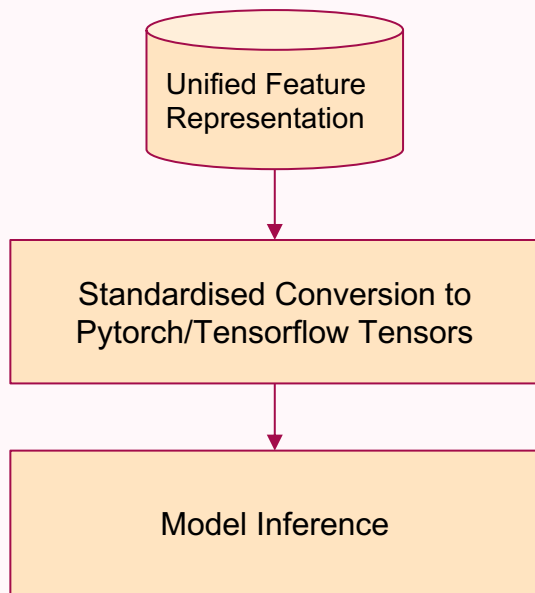 Unified Feature
Representation
Standardised Conversion to
Pytorch/Tensorflow Tensors
Model Inference